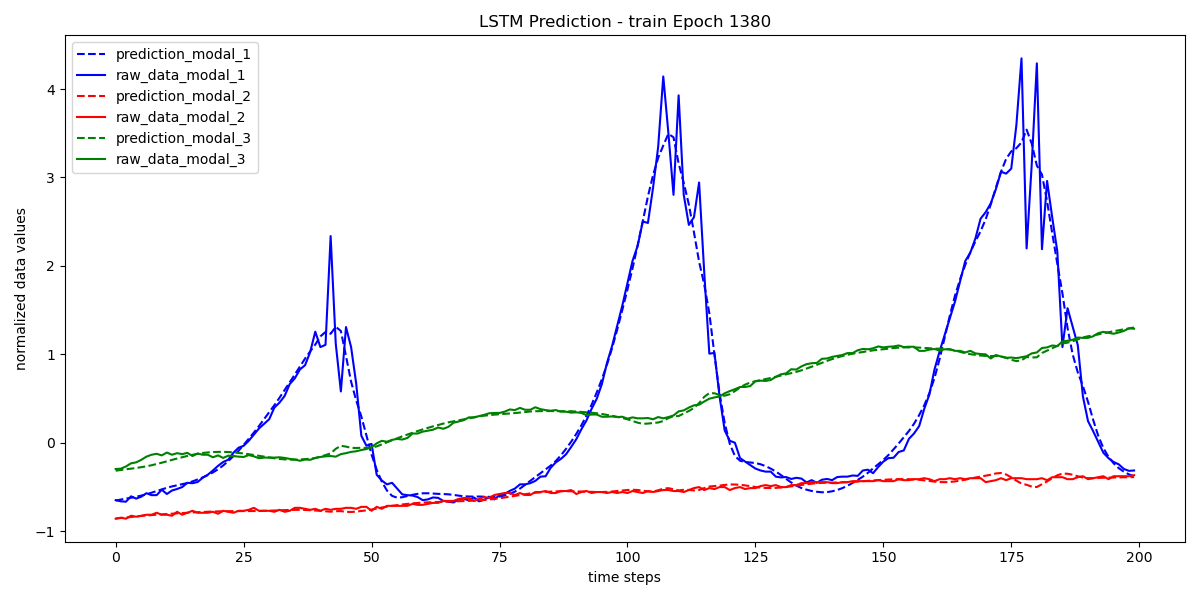 LSTM Prediction - train Epoch 1380
prediction_modal_1
raw_data_modal_1
prediction_modal_2
raw_data_modal_2
prediction_modal_3
raw_data_modal_3
normalized data values
4
3
2
1
0
−1
0 25 50 75 100 125 150 175 200
time steps